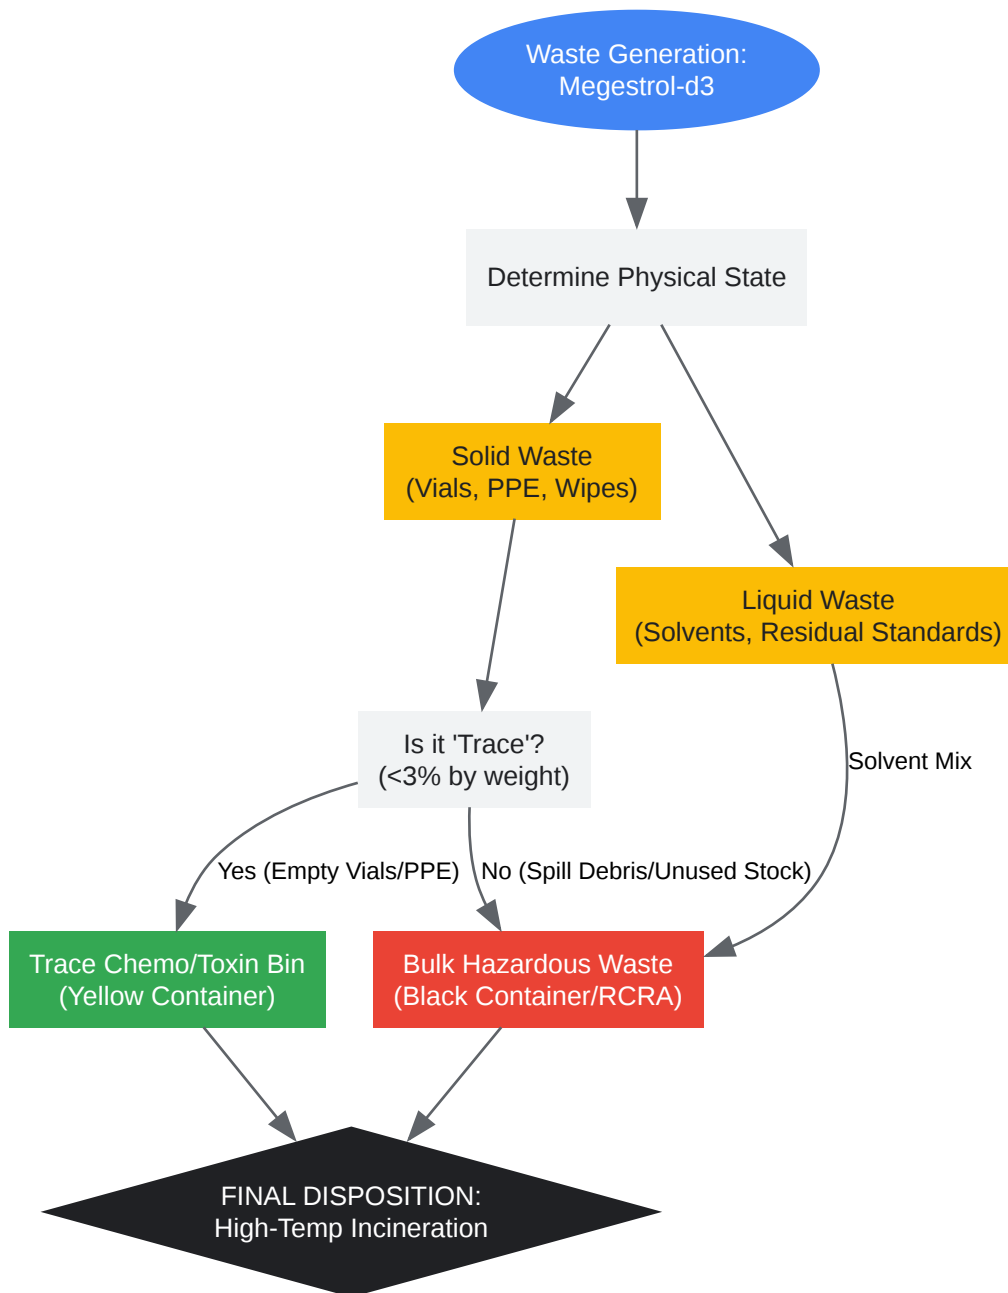 Waste Generation:
Megestrol-d3
Determine Physical State
Solid Waste
(Vials, PPE, Wipes)
Liquid Waste
(Solvents, Residual Standards)
Is it 'Trace'?
(<3% by weight)
Solvent Mix
Yes (Empty Vials/PPE)
No (Spill Debris/Unused Stock)
Trace Chemo/Toxin Bin
(Yellow Container)
Bulk Hazardous Waste
(Black Container/RCRA)
FINAL DISPOSITION:
High-Temp Incineration